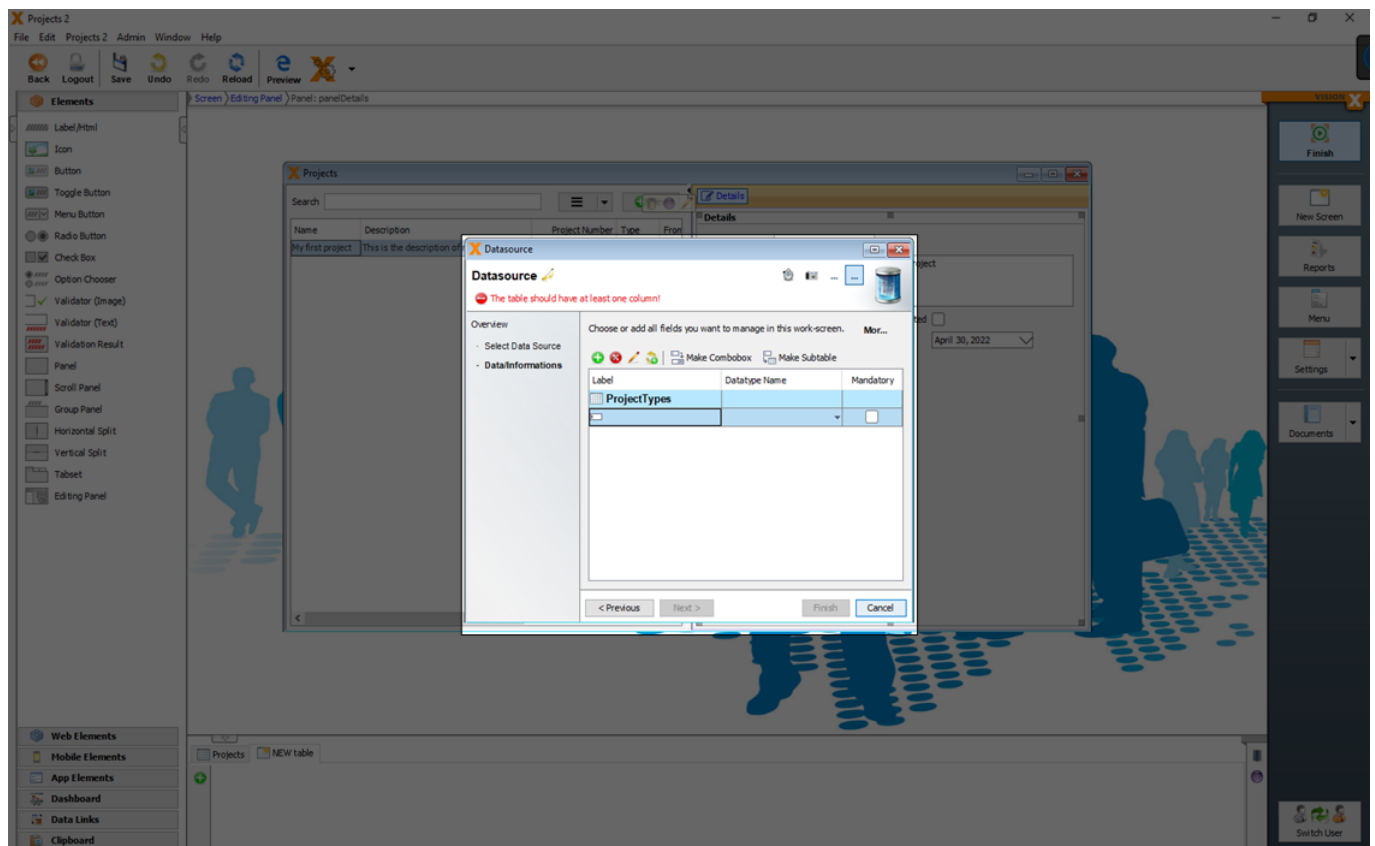 Projects 2
File Edit Projects 2 Admin Window Help
Back Logout Save Undo Redo Reload Preview
Elements
Screen Editing Panel Panel: panelDetails
VISION X
Label/Html
Icon
Button
Toggle Button
Menu Button
Radio Button
Check Box
Option Chooser
Validator (Image)
Validator (Text)
Validation Result
Panel
Scroll Panel
Group Panel
Horizontal Split
Vertical Split
Tabset
Editing Panel
Web Elements
Mobile Elements
App Elements
Dashboard
Data Links
Clipboard
Projects
Search
Name Description Project Number Type From
My first project This is the description of
Details
Details
April 30, 2022
Datasource
Datasource
The table should have at least one column!
Overview
- Select Data Source
- Data/Informations
Choose or add all fields you want to manage in this work-screen. Mor...
Make Combobox Make Subtable
Label Datatype Name Mandatory
ProjectTypes
< Previous Next > Finish Cancel
Projects NEW table
Finish
New Screen
Reports
Menu
Settings
Documents
Switch User